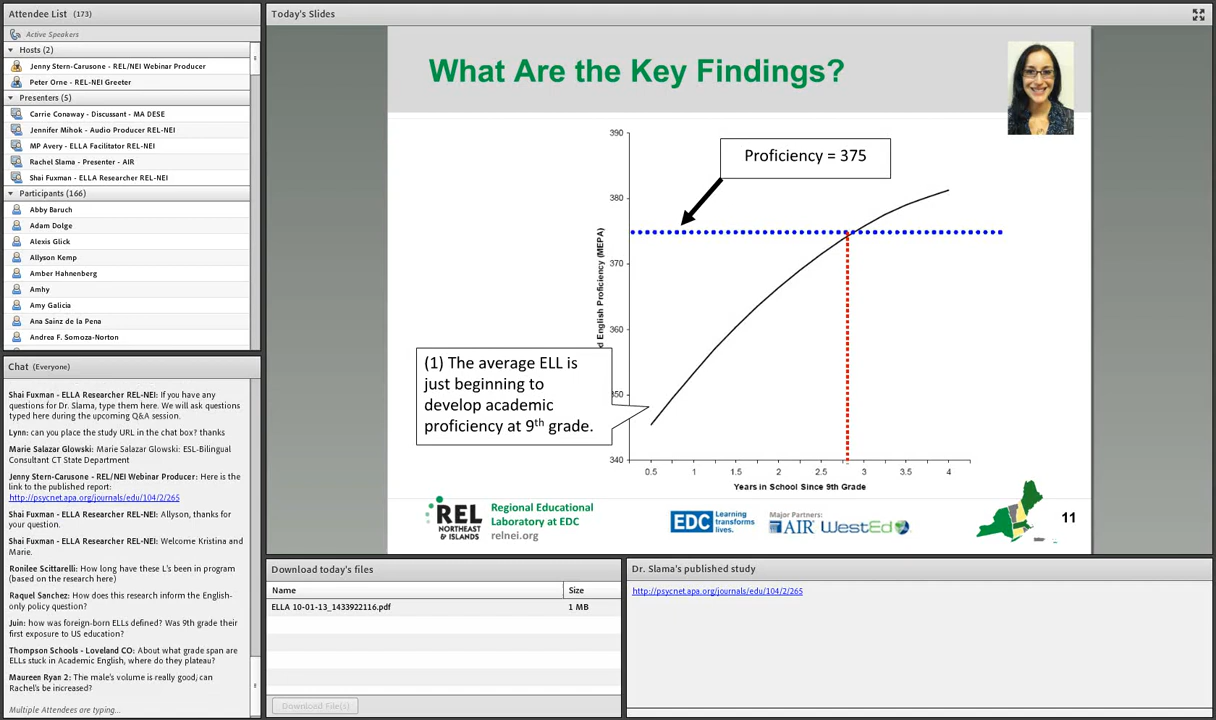 Attendee List (173)
Active Speakers
Hosts (2)
Jenny Stern-Carusone - REL/NEI Webinar Producer
Peter Orne - REL-NEI Greeter
Presenters (5)
Carrie Conaway - Discussant - MA DESE
Jennifer Mihok - Audio Producer REL-NEI
MP Avery - ELLA Facilitator REL-NEI
Rachel Slama - Presenter - AIR
Shai Fuxman - ELLA Researcher REL-NEI
Participants (166)
Abby Baruch
Adam Dolge
Alexis Glick
Allyson Kemp
Amber Hahnenberg
Amhy
Amy Galicia
Ana Sainz de la Pena
Andrea F. Somoza-Norton
Chat (Everyone)
Shai Fuxman - ELLA Researcher REL-NEI: If you have any
questions for Dr. Slama, type them here. We will ask questions
typed here during the upcoming Q&A session.
Lynn: can you place the study URL in the chat box? thanks
Marie Salazar Glowski: Marie Salazar Glowski: ESL-Bilingual
Consultant CT State Department
Jenny Stern-Carusone - REL/NEI Webinar Producer: Here is the
link to the published report:
http://psycnet.apa.org/journals/edu/104/2/265
Shai Fuxman - ELLA Researcher REL-NEI: Allyson, thanks for
your question.
Shai Fuxman - ELLA Researcher REL-NEI: Welcome Kristina and
Marie.
Ronilee Scittarelli: How long have these L's been in program
(based on the research here)
Raquel Sanchez: How does this research inform the English-
only policy question?
Juin: how was foreign-born ELLs defined? Was 9th grade their
first exposure to US education?
Thompson Schools - Loveland CO: About what grade span are
ELLs stuck in Academic English, where do they plateau?
Maureen Ryan 2: The male's volume is really good; can
Rachel's be increased?
Multiple Attendees are typing...
Today's Slides
What Are the Key Findings?
Proficiency = 375
390
380
370
360
350
340
d English Proficiency (MEPA)
(1) The average ELL is
just beginning to
develop academic
proficiency at 9th grade.
0.5 1 1.5 2 2.5 3 3.5 4
Years in School Since 9th Grade
REL
NORTHEAST
& ISLANDS
Regional Educational
Laboratory at EDC
relnei.org
EDC Learning
transforms
lives.
Major Partners:
AIR WestEd
11
Download today's files
Name Size
ELLA 10-01-13_1433922116.pdf 1 MB
Download File(s)
Dr. Slama's published study
http://psycnet.apa.org/journals/edu/104/2/265